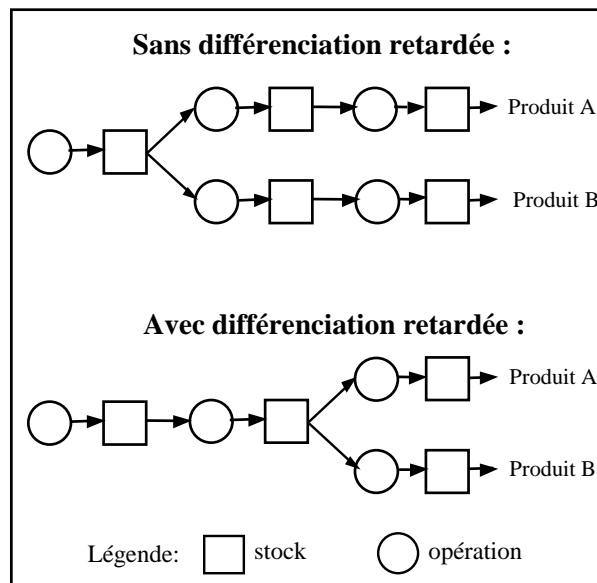 Sans différenciation retardée :
Produit A
Produit B
Avec différenciation retardée :
Produit A
Produit B
Légende: stock opération